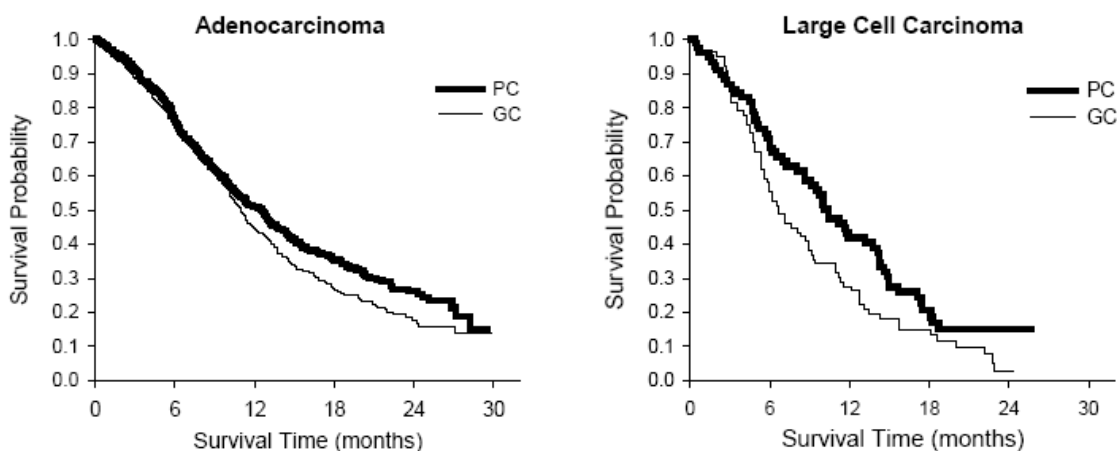 Adenocarcinoma
Survival Probability
1.0
0.9
0.8
0.7
0.6
0.5
0.4
0.3
0.2
0.1
0.0
PC
GC
0 6 12 18 24 30
Survival Time (months)
Large Cell Carcinoma
Survival Probability
1.0
0.9
0.8
0.7
0.6
0.5
0.4
0.3
0.2
0.1
0.0
PC
GC
0 6 12 18 24 30
Survival Time (months)